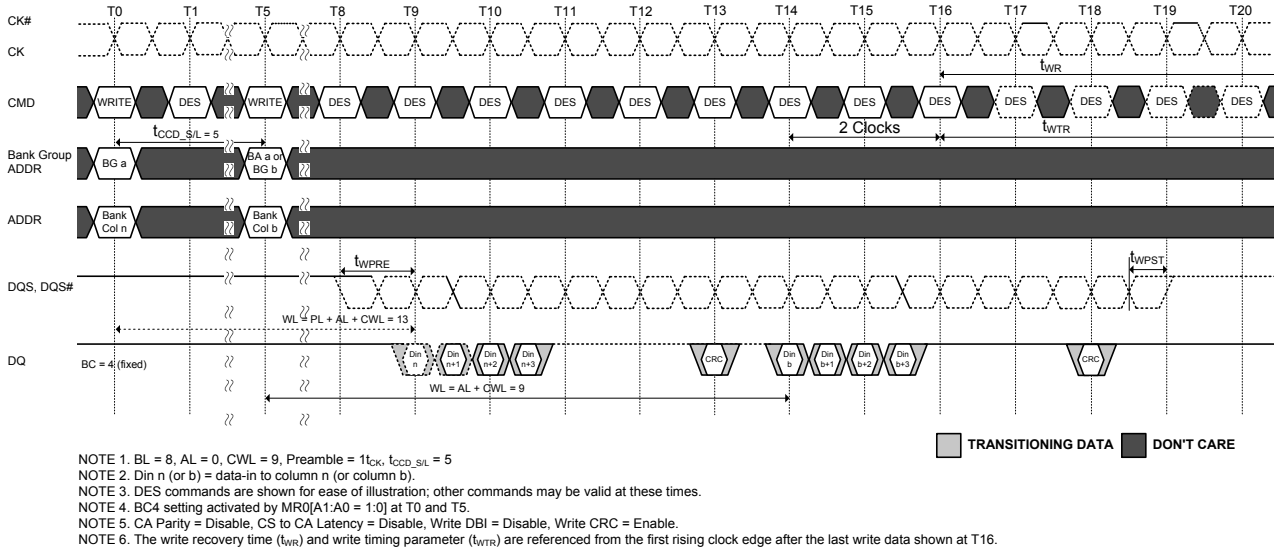 T0 T1 T5 T8 T9 T10 T11 T12 T13 T14 T15 T16 T17 T18 T19 T20
CK#
CK
tWR
CMD WRITE DES WRITE DES DES DES DES DES DES DES DES DES DES DES DES DES
tCCD_S/L = 5
2 Clocks
tWTR
Bank Group
ADDR
BG a
BA a or
BG b
ADDR
Bank
Col n
Bank
Col b
tWPRE
tWPST
DQS, DQS#
WL = PL + AL + CWL = 13
DQ
BC = 4 (fixed)
Din
n
Din
n+1
Din
n+2
Din
n+3
CRC
Din
b
Din
b+1
Din
b+2
Din
b+3
CRC
WL = AL + CWL = 9
TRANSITIONING DATA
DON'T CARE
NOTE 1. BL = 8, AL = 0, CWL = 9, Preamble = 1tCK, tCCD_S/L = 5
NOTE 2. Din n (or b) = data-in to column n (or column b).
NOTE 3. DES commands are shown for ease of illustration; other commands may be valid at these times.
NOTE 4. BC4 setting activated by MR0[A1:A0 = 1:0] at T0 and T5.
NOTE 5. CA Parity = Disable, CS to CA Latency = Disable, Write DBI = Disable, Write CRC = Enable.
NOTE 6. The write recovery time (tWR) and write timing parameter (tWTR) are referenced from the first rising clock edge after the last write data shown at T16.